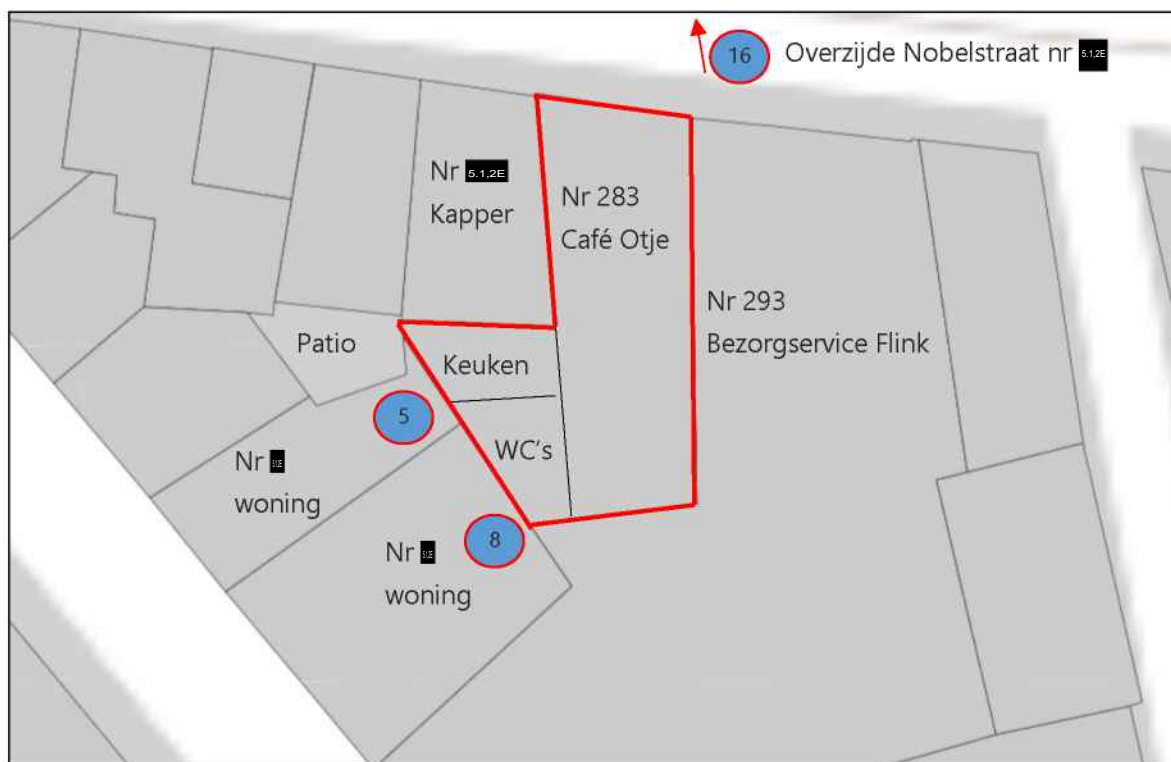 16 Overzijde Nobelstraat nr 5.1,2E
Nr 5.1,2E
Kapper
Nr 283
Café Otje
Nr 293
Bezorgservice Flink
Patio
Keuken
5
WC's
Nr
woning
8
Nr
woning